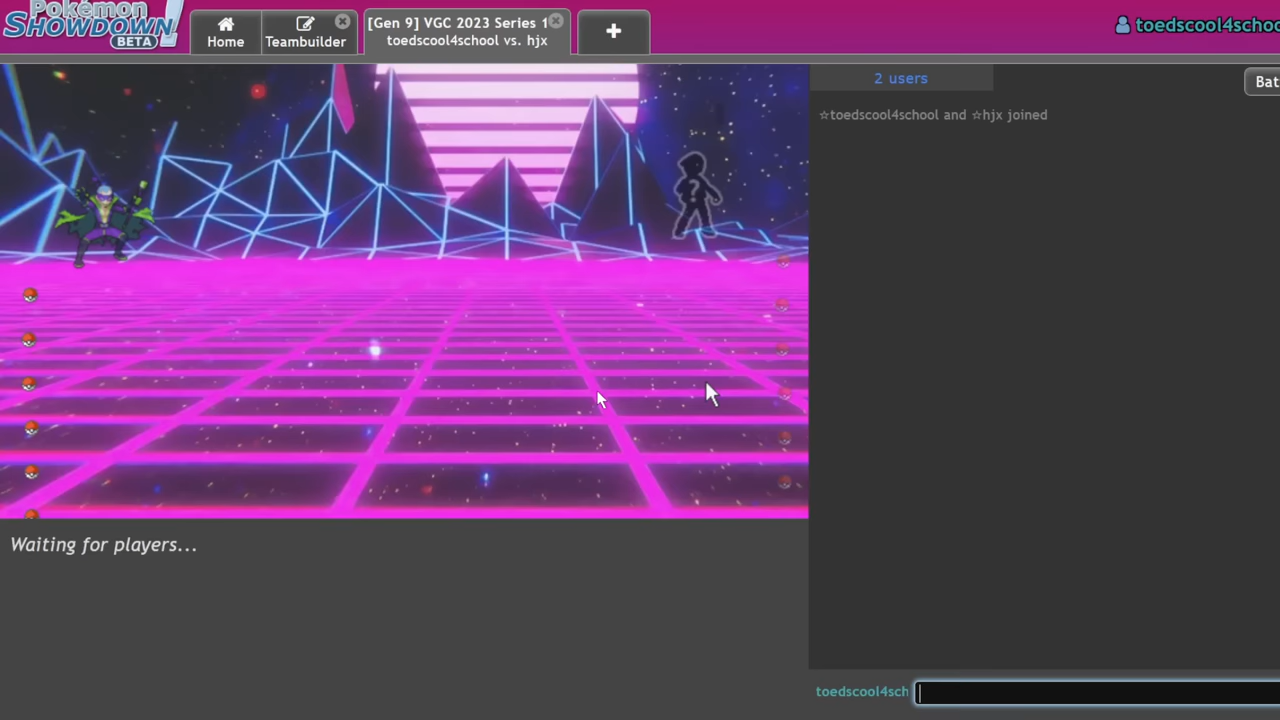 Pokémon
SHOWDOWN!
BETA
Home
Teambuilder
[Gen 9] VGC 2023 Series 1
toedscool4school vs. hjx
toedscool4schoo
2 users
Bat
☆toedscool4school and ☆hjx joined
?
Waiting for players...
toedscool4sch